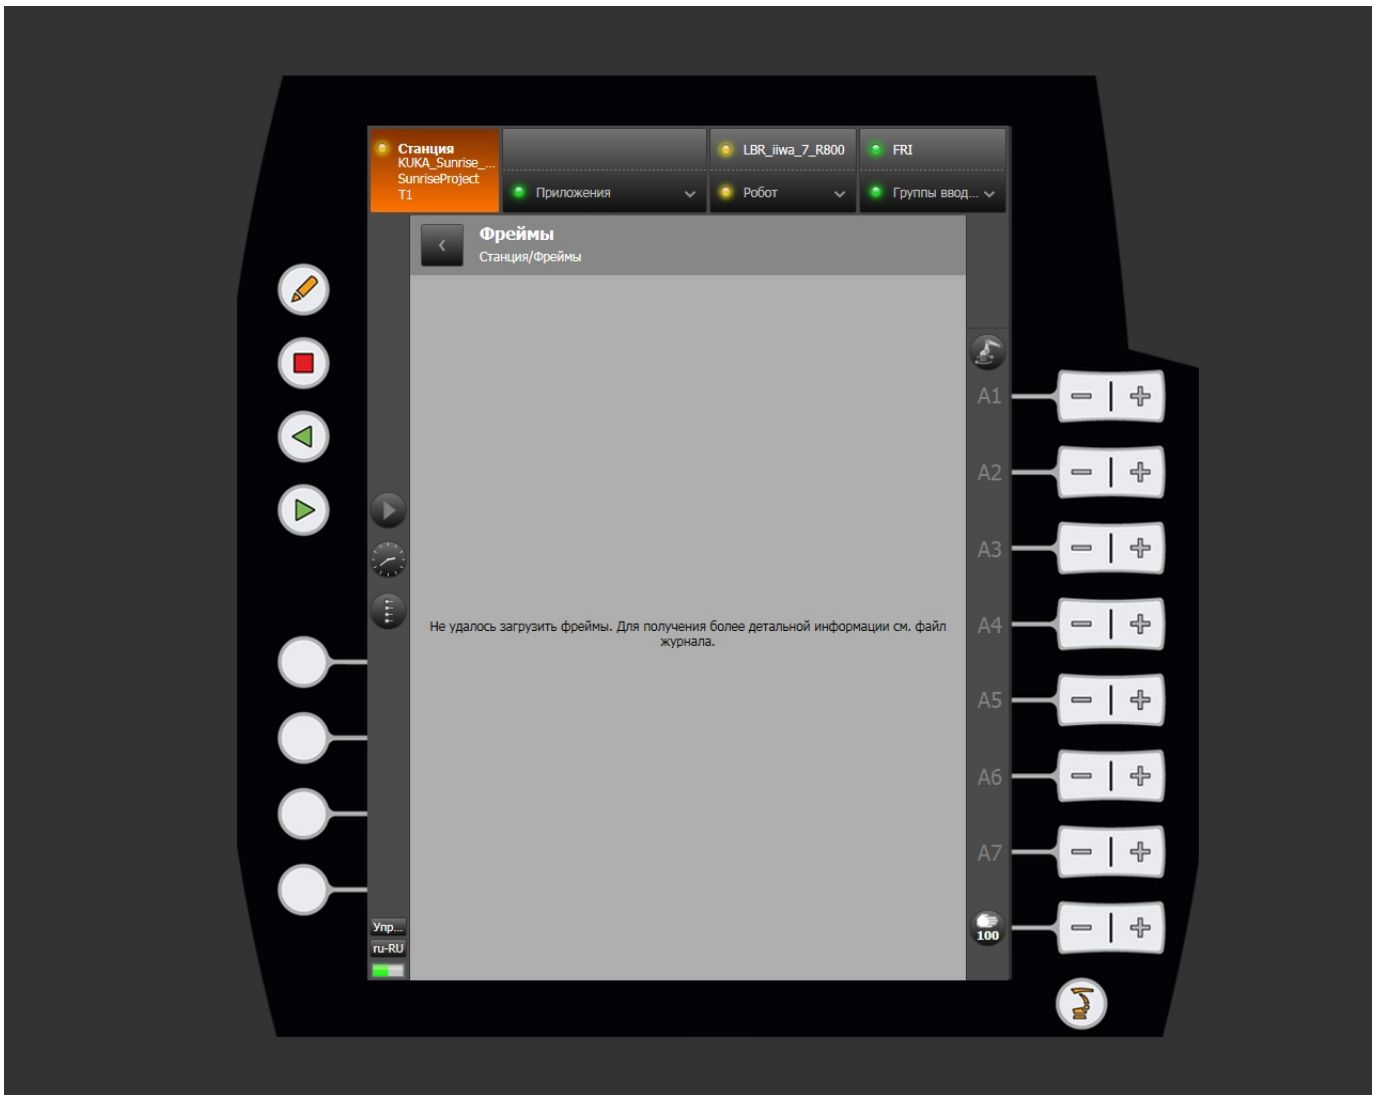 Станция
KUKA_Sunrise_...
SunriseProject
T1
Приложения
LBR_iiwa_7_R800
Робот
FRI
Группы ввод...
Фреймы
Станция/Фреймы
A1
A2
A3
Не удалось загрузить фреймы. Для получения более детальной информации см. файл
журнала.
A4
A5
A6
A7
100
Упр...
ru-RU